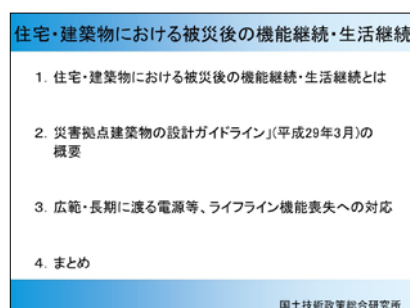 住宅・建築物における被災後の機能継続・生活継続
1. 住宅・建築物における被災後の機能継続・生活継続とは
2. 災害拠点建築物の設計ガイドライン」(平成29年3月)の
概要
3. 広範・長期に渡る電源等、ライフライン機能喪失への対応
4. まとめ
国土技術政策総合研究所